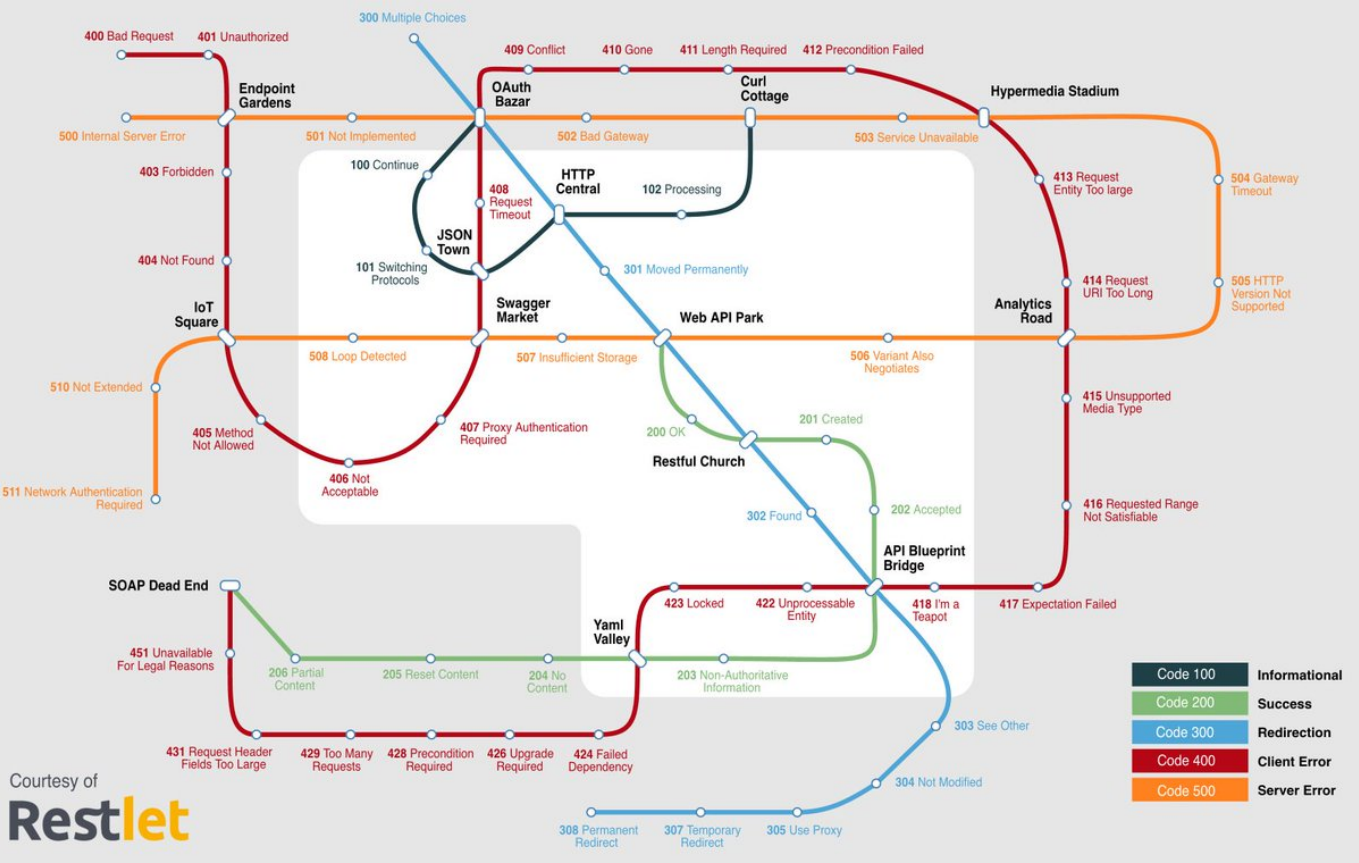 300 Multiple Choices
400 Bad Request
401 Unauthorized
409 Conflict
410 Gone
411 Length Required
412 Precondition Failed
Endpoint
Gardens
OAuth
Bazar
Curl
Cottage
Hypermedia Stadium
500 Internal Server Error
501 Not Implemented
502 Bad Gateway
503 Service Unavailable
403 Forbidden
100 Continue
408
Request
Timeout
HTTP
Central
102 Processing
413 Request
Entity Too large
504 Gateway
Timeout
404 Not Found
JSON
Town
101 Switching
Protocols
301 Moved Permanently
414 Request
URI Too Long
505 HTTP
Version Not
Supported
IoT
Square
Swagger
Market
Web API Park
Analytics
Road
508 Loop Detected
507 Insufficient Storage
506 Variant Also
Negotiates
510 Not Extended
405 Method
Not Allowed
407 Proxy Authentication
Required
200 OK
201 Created
415 Unsupported
Media Type
406 Not
Acceptable
Restful Church
511 Network Authentication
Required
302 Found
202 Accepted
416 Requested Range
Not Satisfiable
API Blueprint
Bridge
SOAP Dead End
423 Locked
422 Unprocessable
Entity
418 I'm a
Teapot
417 Expectation Failed
Yaml
Valley
451 Unavailable
For Legal Reasons
206 Partial
Content
205 Reset Content
204 No
Content
203 Non-Authoritative
Information
431 Request Header
Fields Too Large
429 Too Many
Requests
428 Precondition
Required
426 Upgrade
Required
424 Failed
Dependency
303 See Other
304 Not Modified
308 Permanent
Redirect
307 Temporary
Redirect
305 Use Proxy
Code 100 Informational
Code 200 Success
Code 300 Redirection
Code 400 Client Error
Code 500 Server Error
Courtesy of
Restlet